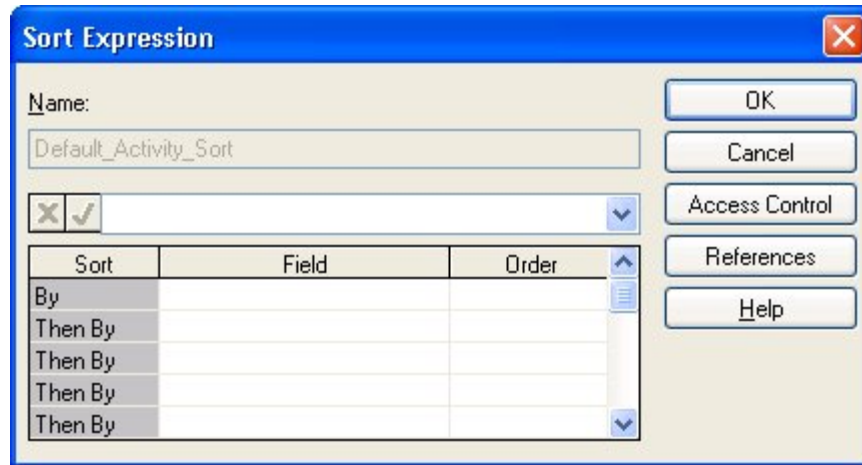 Sort Expression
Name:
Default_Activity_Sort
Sort Field Order
By
Then By
Then By
Then By
Then By
OK
Cancel
Access Control
References
Help